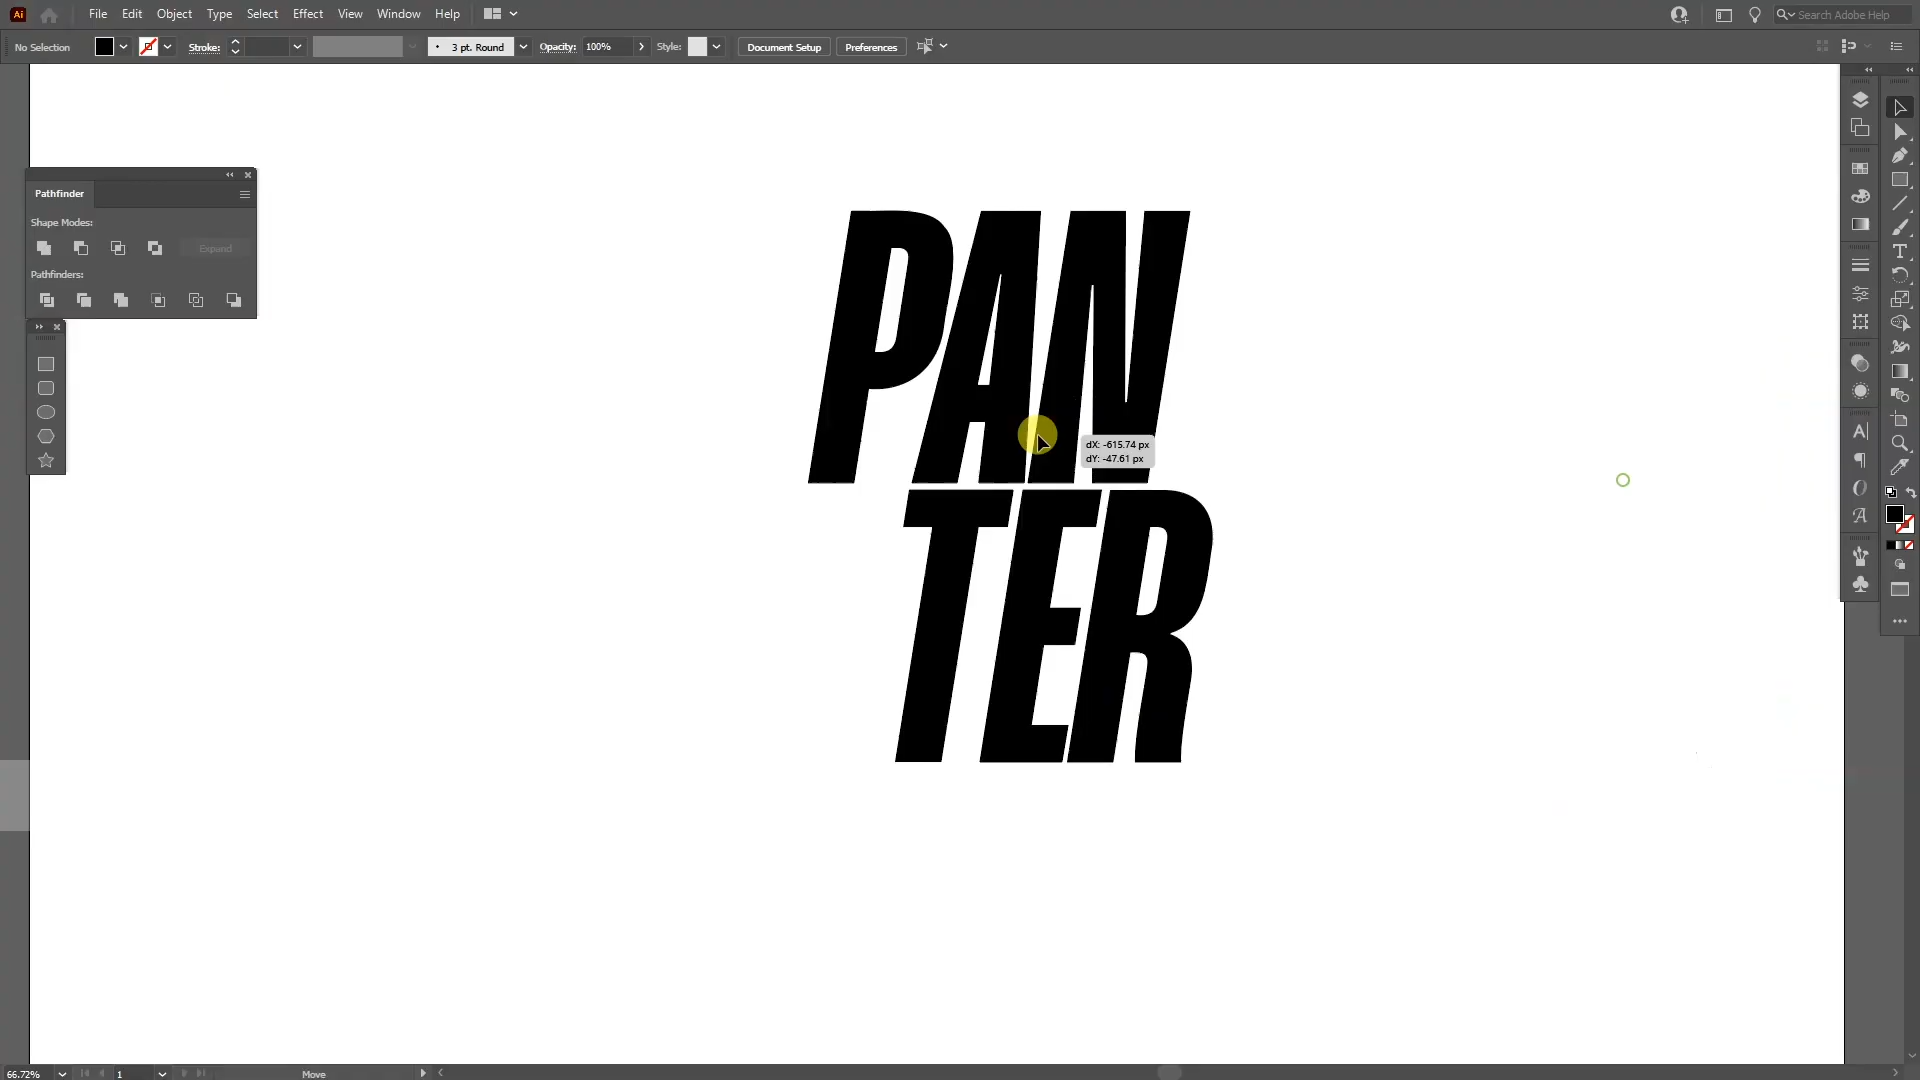 Ai File Edit Object Type Select Effect View Window Help Search Adobe Help
No Selection Stroke: 3 pt. Round Opacity: 100% Style: Document Setup Preferences
Pathfinder
Shape Modes:
Expand
Pathfinders:
PAN
TER
dX: -615.74 px
dY: -47.61 px
66.72% 1 Move